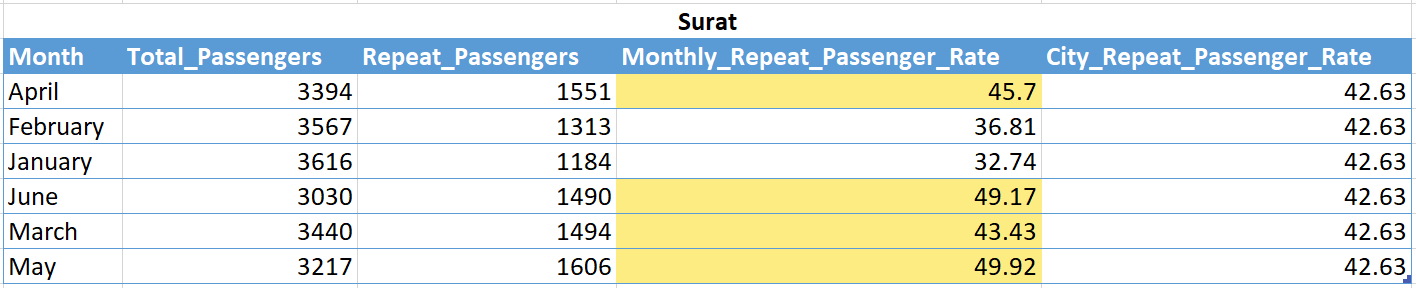 Surat
Month Total_Passengers Repeat_Passengers Monthly_Repeat_Passenger_Rate City_Repeat_Passenger_Rate
April 3394 1551 45.7 42.63
February 3567 1313 36.81 42.63
January 3616 1184 32.74 42.63
June 3030 1490 49.17 42.63
March 3440 1494 43.43 42.63
May 3217 1606 49.92 42.63